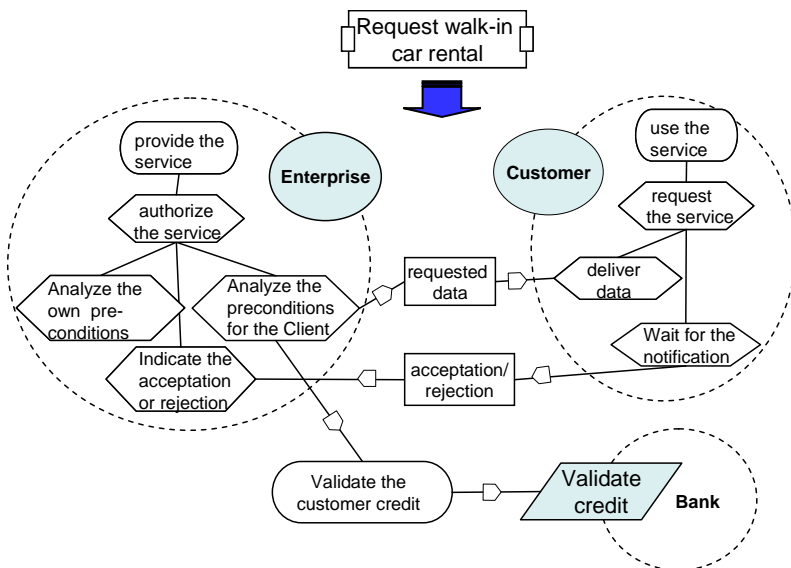 Request walk-in
car rental
provide the
service
Enterprise
authorize
the service
Analyze the
own pre-
conditions
Analyze the
preconditions
for the Client
Indicate the
acceptation
or rejection
requested
data
acceptation/
rejection
Customer
use the
service
request
the service
deliver
data
Wait for the
notification
Validate the
customer credit
Validate
credit
Bank